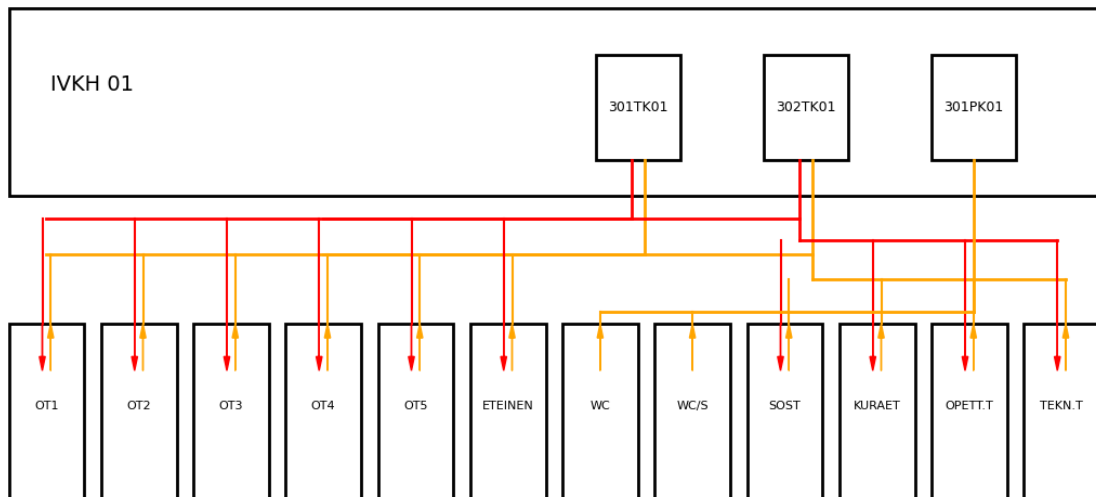 IVKH 01
301TK01
302TK01
301PK01
OT1
OT2
OT3
OT4
OT5
ETEINEN
WC
WC/S
SOST
KURAET
OPETT.T
TEKN.T